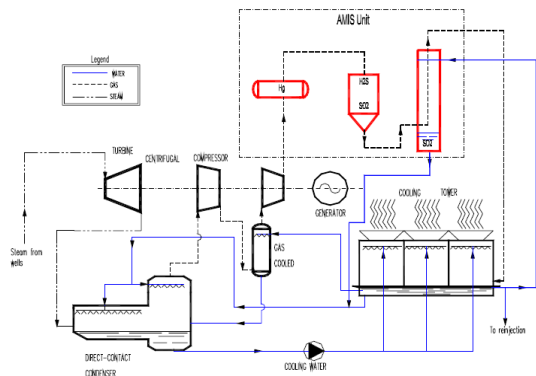 AMIS Unit
Legend
WATER
GAS
STEAM
Hg
H2S
SO2
SO2
TURBINE
CENTRIFUGAL
COMPRESSOR
GENERATOR
COOLING TOWER
Steam from
wells
GAS
COOLED
To reinjection
DIRECT-CONTACT
CONDENSER
COOLING WATER